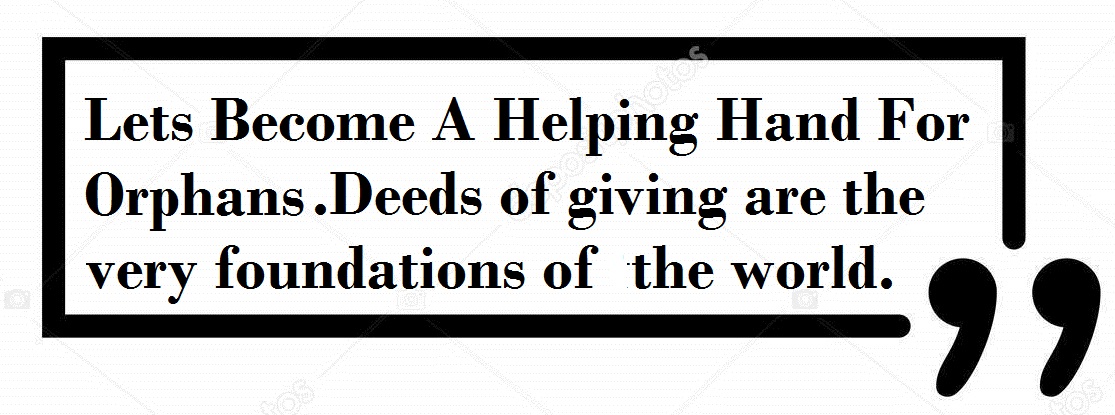 Lets Become A Helping Hand For
Orphans.Deeds of giving are the
very foundations of the world.